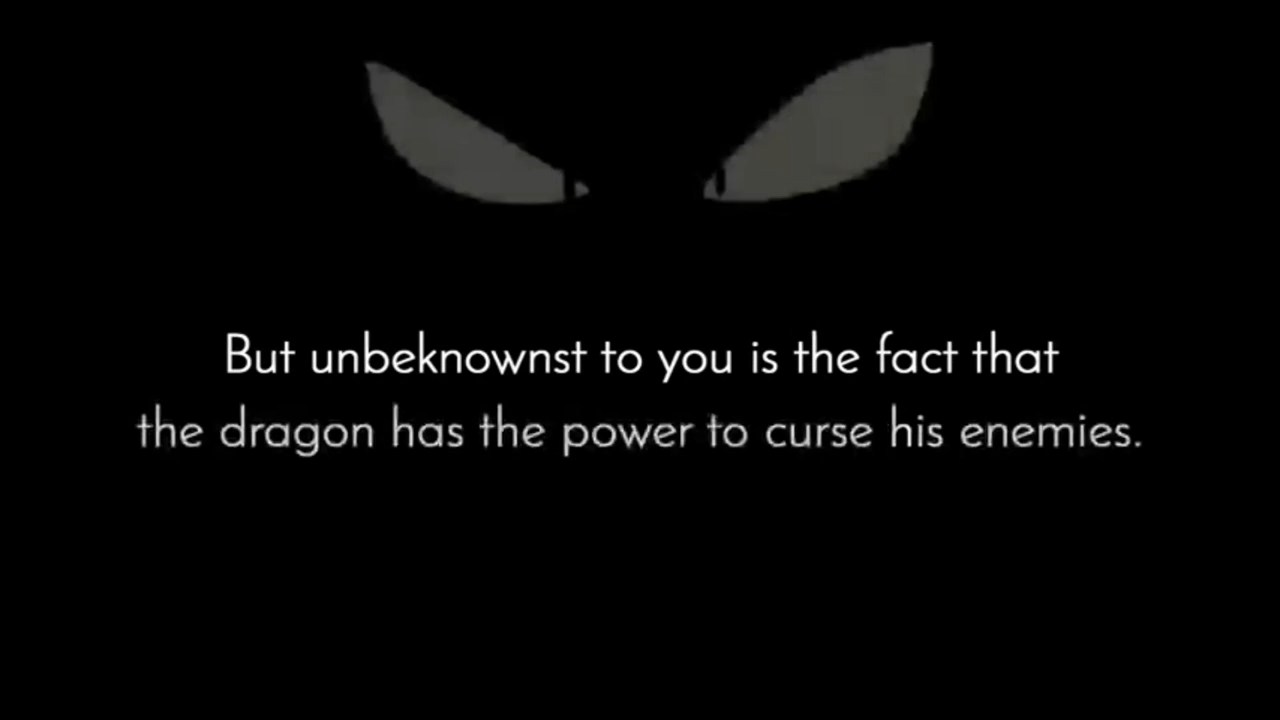 But unbeknownst to you is the fact that
the dragon has the power to curse his enemies.